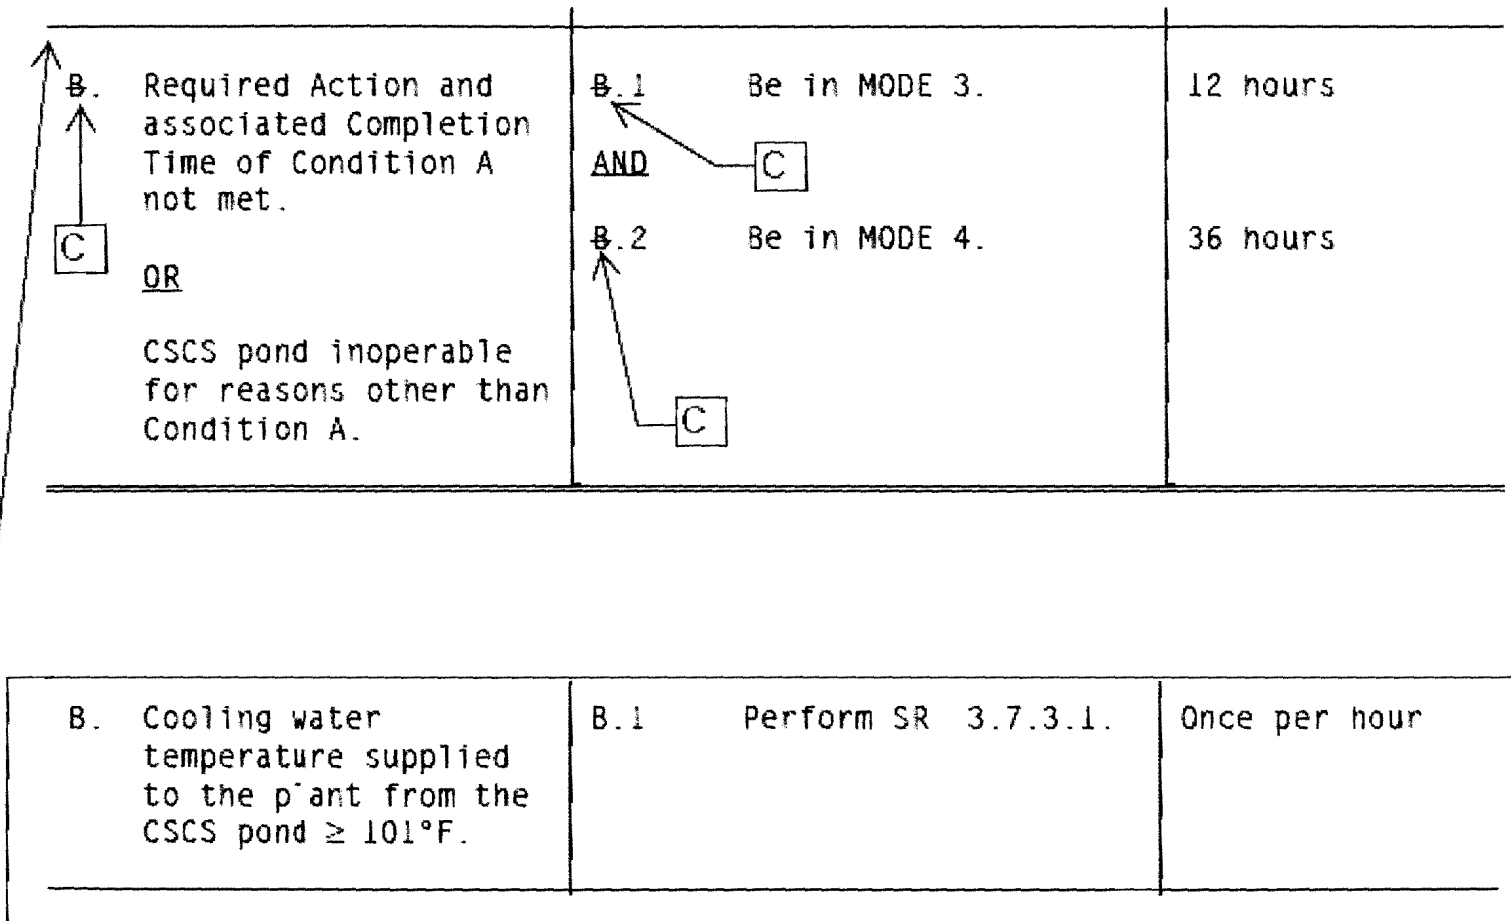 B. Required Action and B.1 Be in MODE 3. 12 hours
associated Completion
Time of Condition A AND C
not met.
C B.2 Be in MODE 4. 36 hours
OR
CSCS pond inoperable
for reasons other than
Condition A. C
B. Cooling water B.1 Perform SR 3.7.3.1. Once per hour
temperature supplied
to the plant from the
CSCS pond ≥ 101°F.